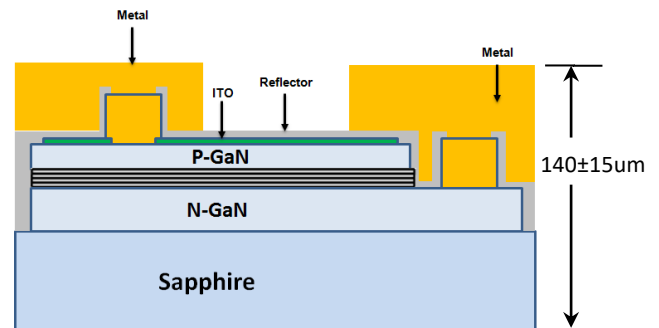 Metal
Metal
ITO
Reflector
P-GaN
140±15um
N-GaN
Sapphire